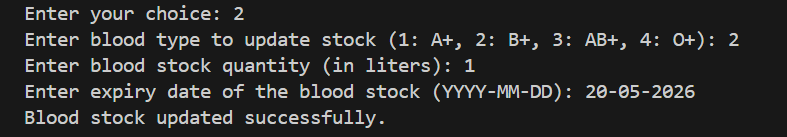 Enter your choice: 2
Enter blood type to update stock (1: A+, 2: B+, 3: AB+, 4: O+): 2
Enter blood stock quantity (in liters): 1
Enter expiry date of the blood stock (YYYY-MM-DD): 20-05-2026
Blood stock updated successfully.